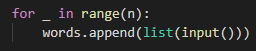 for _ in range(n):
    words.append(list(input()))